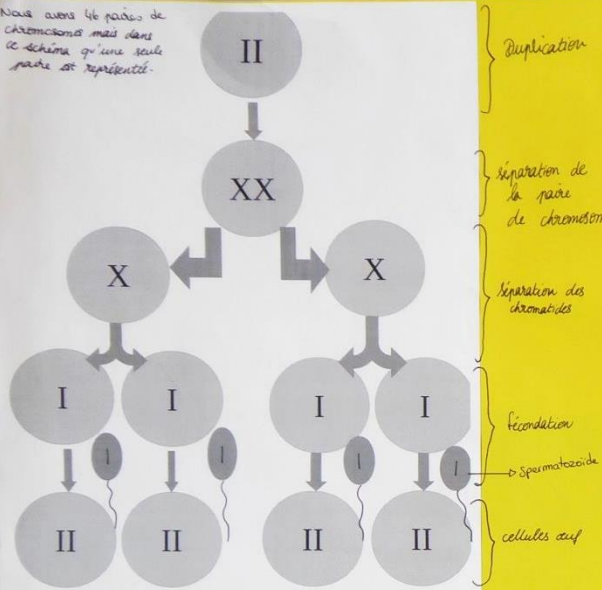 Nous avons 46 paires de
chromosomes mais dans
ce schéma qu'une seule
paire est représentée.
II
Duplication
XX
séparation de
la paire
de chromosom
X
X
séparation des
chromatides
I
I
I
I
fécondation
I
I
I
I
spermatozoïde
II
II
II
II
cellules œuf